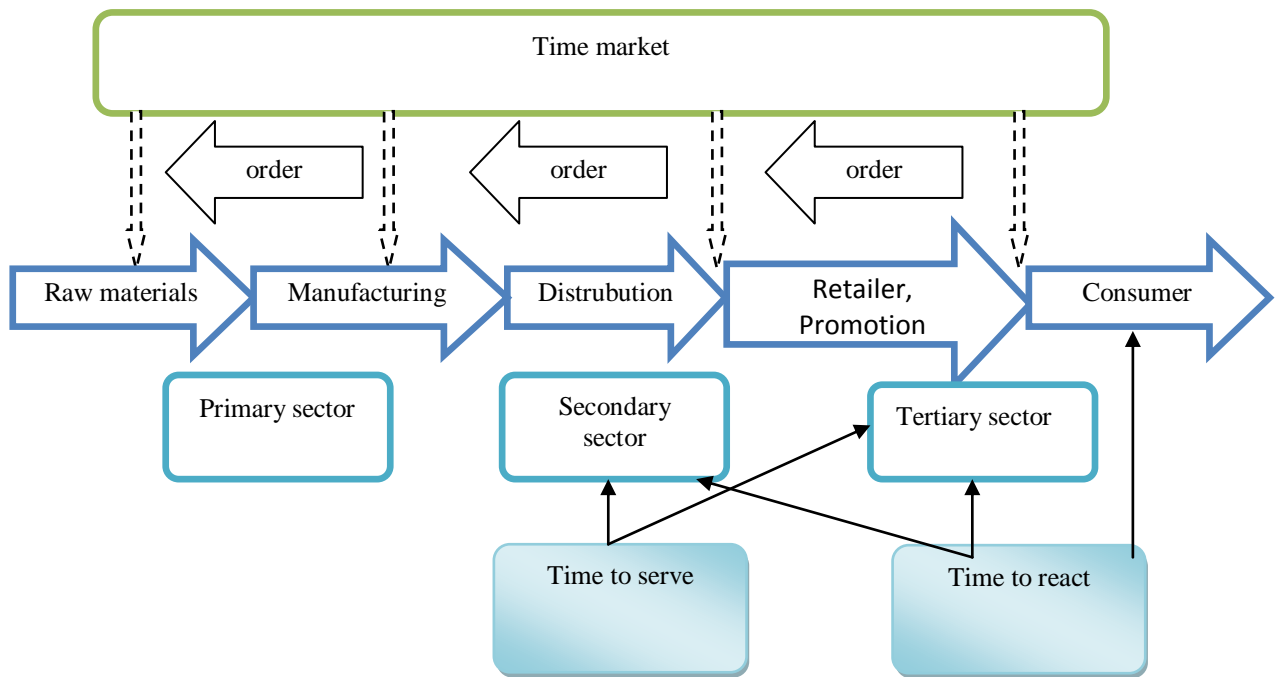 Time market
order
order
order
Raw materials
Manufacturing
Distrubution
Retailer,
Promotion
Consumer
Primary sector
Secondary
sector
Tertiary sector
Time to serve
Time to react